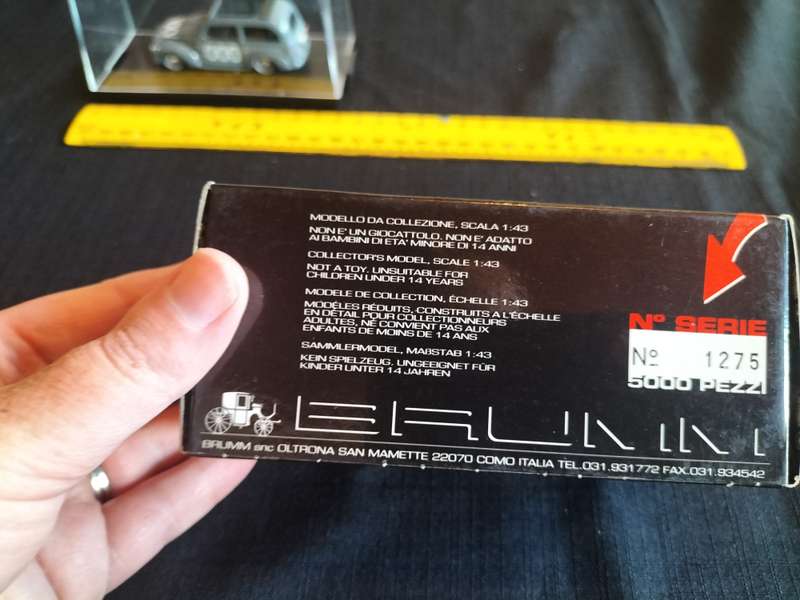 MODELLO DA COLLEZIONE, SCALA 1:43
NON E' UN GIOCATTOLO. NON E' ADATTO
AI BAMBINI DI ETA' MINORE DI 14 ANNI
COLLECTOR'S MODEL, SCALE 1:43
NOT A TOY. UNSUITABLE FOR
CHILDREN UNDER 14 YEARS
MODELE DE COLLECTION, ÉCHELLE 1:43
MODÈLES RÉDUITS, CONSTRUITS A L'ÉCHELLE
EN DÉTAIL POUR COLLECTIONNEURS
ADULTES, NE CONVIENT PAS AUX
ENFANTS DE MOINS DE 14 ANS
SAMMLERMODEL, MAßSTAB 1:43
KEIN SPIELZEUG. UNGEEIGNET FÜR
KINDER UNTER 14 JAHREN
N° SERIE
Nº 1275
5000 PEZZI
BRUMM
BRUMM snc OLTRONA SAN MAMETTE 22070 COMO ITALIA TEL.031.931772 FAX.031.934542